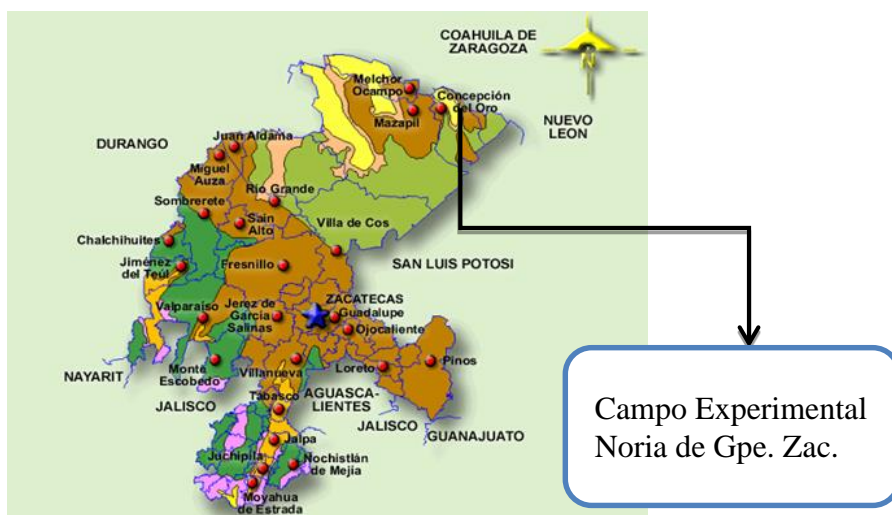 COAHUILA DE
ZARAGOZA
N
Melchor
Ocampo
Concepción
del Oro
Mazapil
NUEVO
LEON
DURANGO
Juan Aldama
Miguel
Auza
Río Grande
Sombrerete
Saín
Alto
Villa de Cos
Chalchihuites
SAN LUIS POTOSI
Jiménez
del Teúl
Fresnillo
ZACATECAS
Valparaíso
Jerez de
García
Salinas
Guadalupe
Ojocaliente
Pinos
NAYARIT
Monte
Escobedo
Villanueva
Loreto
JALISCO
AGUASCA-
LIENTES
Tabasco
JALISCO
GUANAJUATO
Jalpa
Juchipila
Nochistlán
de Mejía
Moyahua
de Estrada
Campo Experimental
Noria de Gpe. Zac.